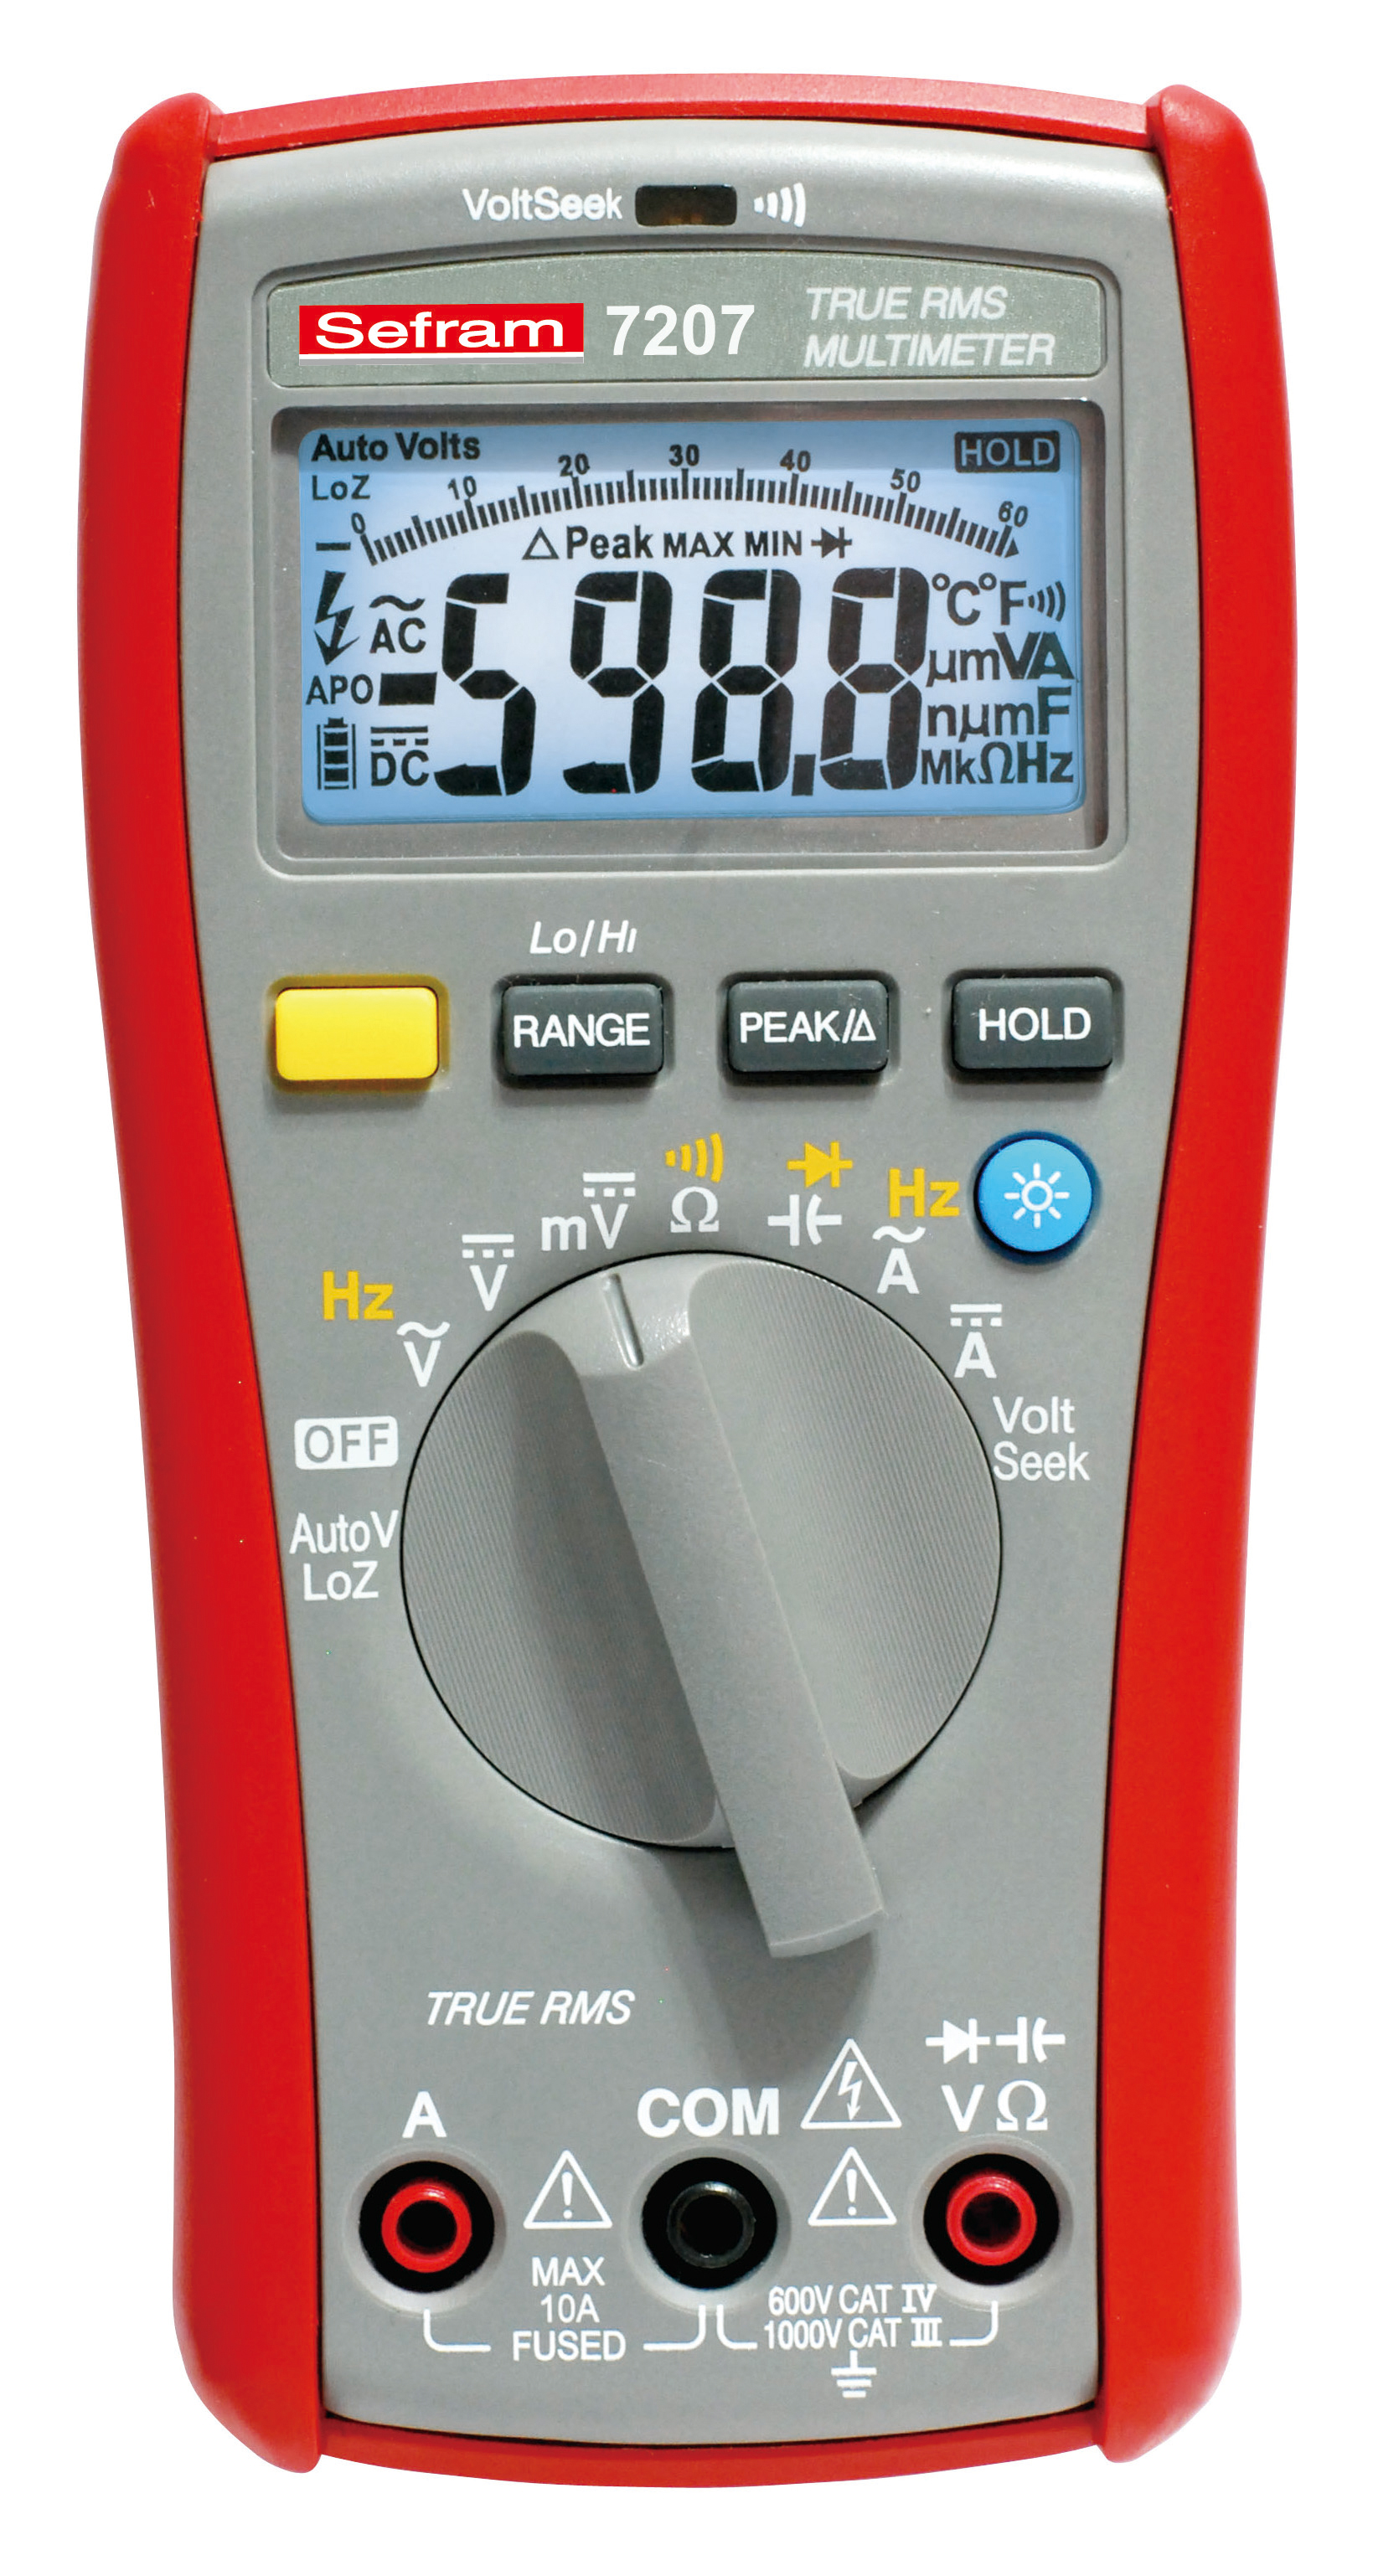 VoltSeek
Sefram 7207
TRUE RMS
MULTIMETER
Auto Volts
HOLD
LoZ
0 10 20 30 40 50 60
△ Peak MAX MIN
AC
-598.8
°C°F
µmVA
APO
nµmF
DC
MkΩHz
Lo/Hi
RANGE
PEAK/Δ
HOLD
Hz
V
V
mV
Ω
Hz
A
A
OFF
Volt
Seek
AutoV
LoZ
TRUE RMS
A
COM
V Ω
MAX
10A
FUSED
600V CAT IV
1000V CAT III